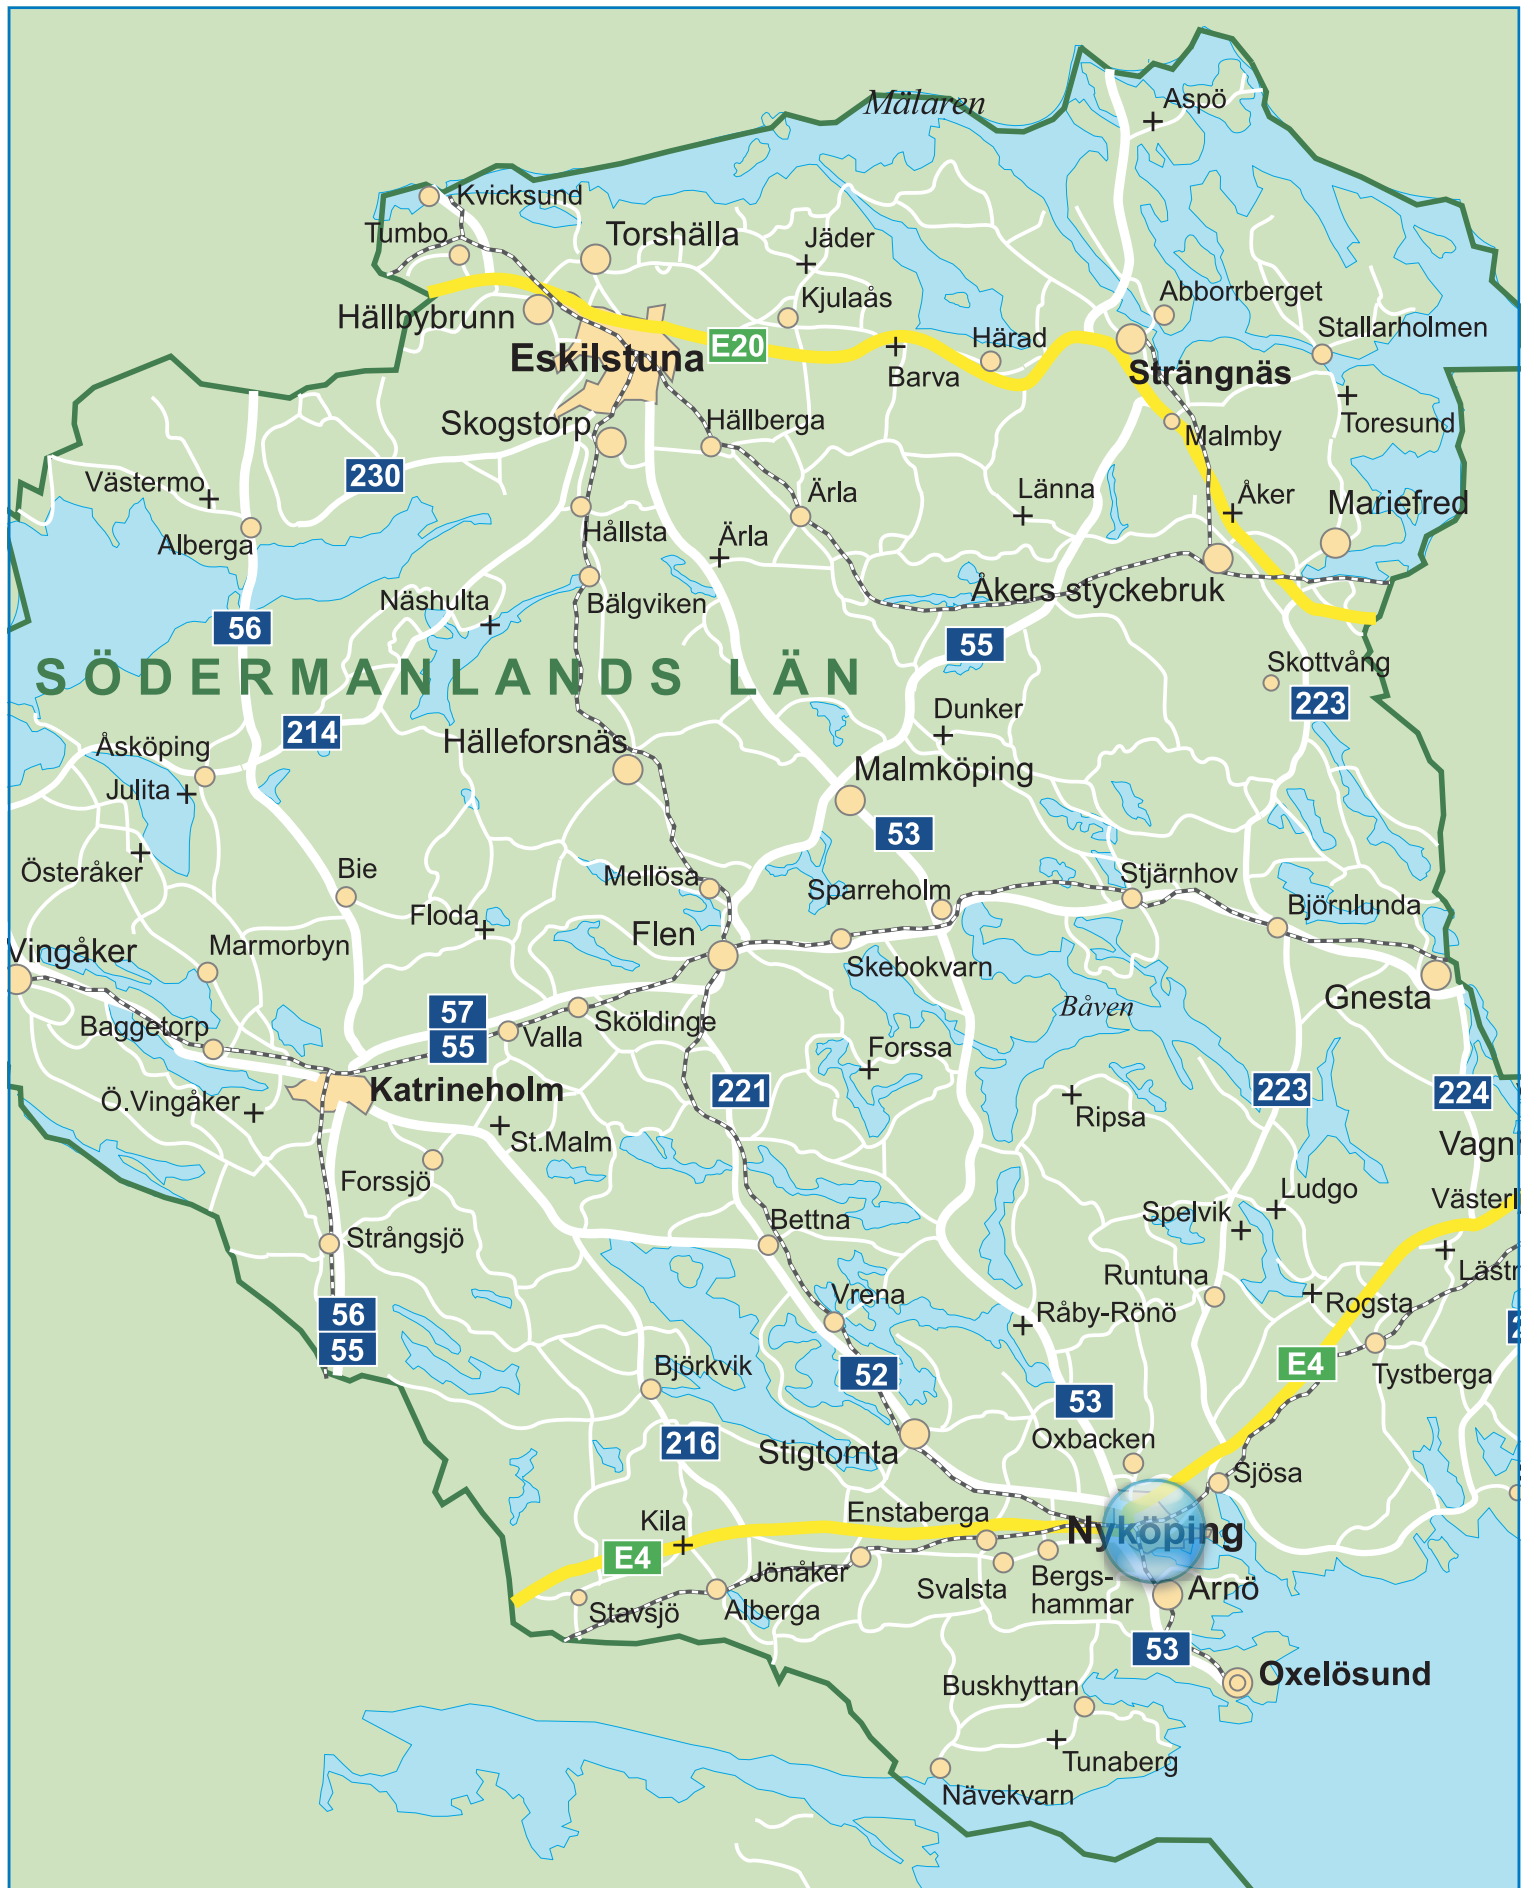 Mälaren
Aspö
Kvicksund
Tumbo
Torshälla
Jäder
Abborrberget
Kjulaås
Hällbybrunn
Stallarholmen
Härad
E20
Eskilstuna
Barva
Strängnäs
Skogstorp
Hällberga
Malmby
Toresund
230
Västermo
Ärla
Länna
Åker
Mariefred
Hållsta
Ärla
Alberga
Åkers styckebruk
Näshulta
Bälgviken
56
55
Skottvång
SÖDERMANLANDS LÄN
223
Dunker
214
Hälleforsnäs
Åsköping
Malmköping
Julita
53
Österåker
Bie
Mellösa
Sparreholm
Stjärnhov
Björnlunda
Floda
Flen
Vingåker
Marmorbyn
Skebokvarn
Gnesta
Båven
57
Baggetorp
Valla
Sköldinge
55
Forssa
Katrineholm
221
223
224
Ö.Vingåker
Ripsa
St.Malm
Vagn
Forssjö
Ludgo
Västerl
Spelvik
Bettna
Strångsjö
Runtuna
Lästr
Vrena
Råby-Rönö
Rogsta
56
55
E4
Tystberga
Björkvik
52
53
216
Stigtomta
Oxbacken
Sjösa
Kila
Enstaberga
Nyköping
E4
Jönåker
Svalsta
Bergs-
hammar
Arnö
Stavsjö
Alberga
53
Oxelösund
Buskhyttan
Tunaberg
Nävekvarn